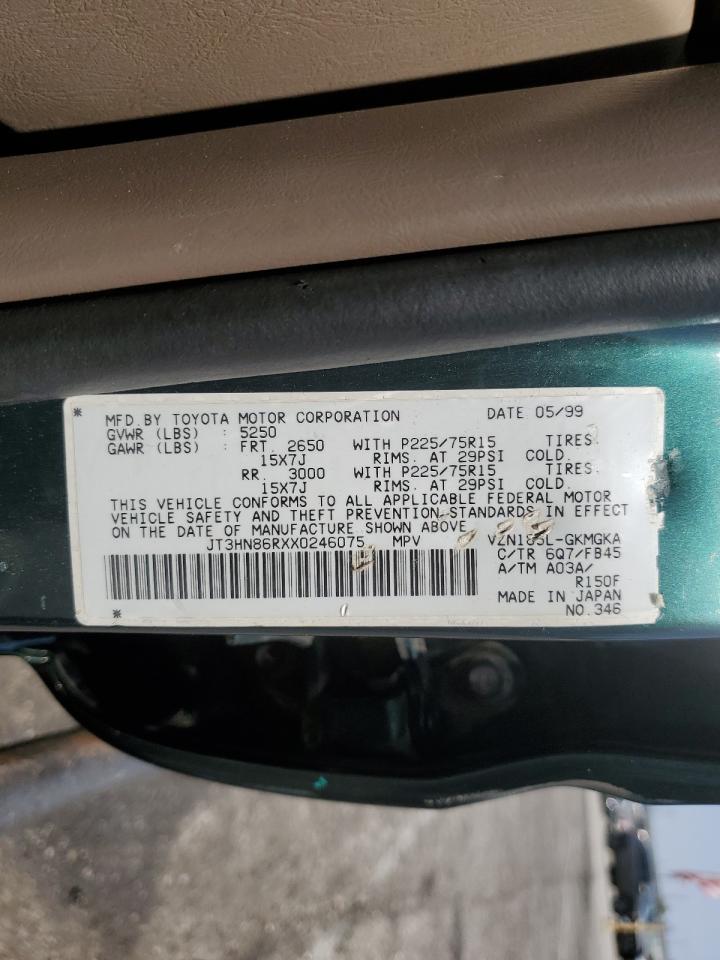 * MFD.BY TOYOTA MOTOR CORPORATION DATE 05/99
GVWR (LBS) : 5250
GAWR (LBS) : FRT. 2650 WITH P225/75R15 TIRES.
15X7J RIMS. AT 29PSI COLD.
RR. 3000 WITH P225/75R15 TIRES.
15X7J RIMS. AT 29PSI COLD.
THIS VEHICLE CONFORMS TO ALL APPLICABLE FEDERAL MOTOR
VEHICLE SAFETY AND THEFT PREVENTION STANDARDS IN EFFECT
ON THE DATE OF MANUFACTURE SHOWN ABOVE.
JT3HN86RXX0246075 MPV VZN185L-GKMGKA
C/TR 6Q7/FB45
A/TM A03A/
R150F
MADE IN JAPAN
* NO.346